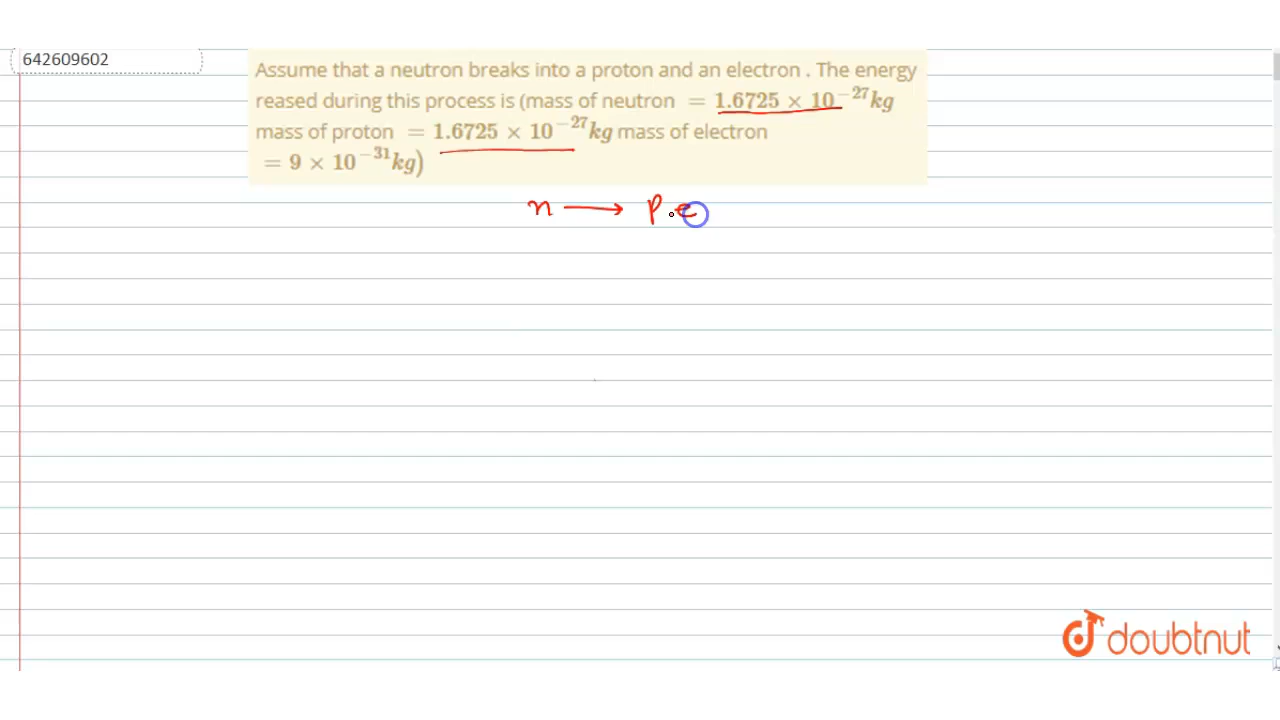 642609602
Assume that a neutron breaks into a proton and an electron . The energy
reased during this process is (mass of neutron = 1.6725 × 10⁻²⁷kg
mass of proton = 1.6725 × 10⁻²⁷kg mass of electron
= 9 × 10⁻³¹kg)
n → p.e
doubtnut